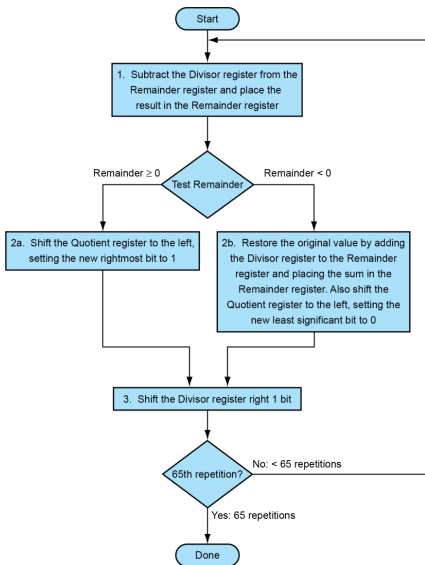 Start
1. Subtract the Divisor register from the
Remainder register and place the
result in the Remainder register
Remainder ≥ 0
Remainder < 0
Test Remainder
2a. Shift the Quotient register to the left,
setting the new rightmost bit to 1
2b. Restore the original value by adding
the Divisor register to the Remainder
register and placing the sum in the
Remainder register. Also shift the
Quotient register to the left, setting the
new least significant bit to 0
3. Shift the Divisor register right 1 bit
65th repetition?
No: < 65 repetitions
Yes: 65 repetitions
Done